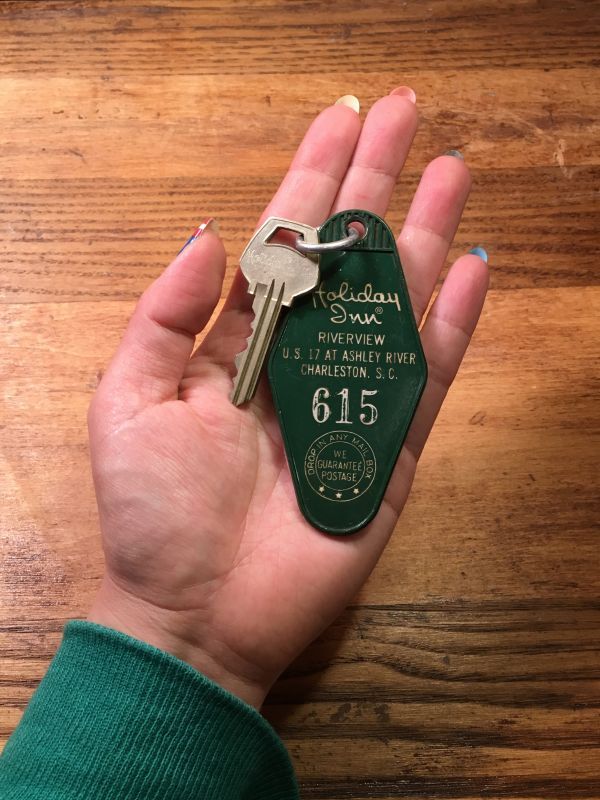 Holiday
Inn®
RIVERVIEW
U.S. 17 AT ASHLEY RIVER
CHARLESTON, S. C.
615
DROP IN ANY MAIL BOX
WE
GUARANTEE
POSTAGE